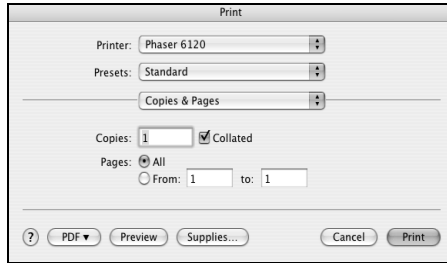 Print
Printer: Phaser 6120
Presets: Standard
Copies & Pages
Copies: 1 Collated
Pages: All
From: 1 to: 1
? PDF ▼ Preview Supplies... Cancel Print